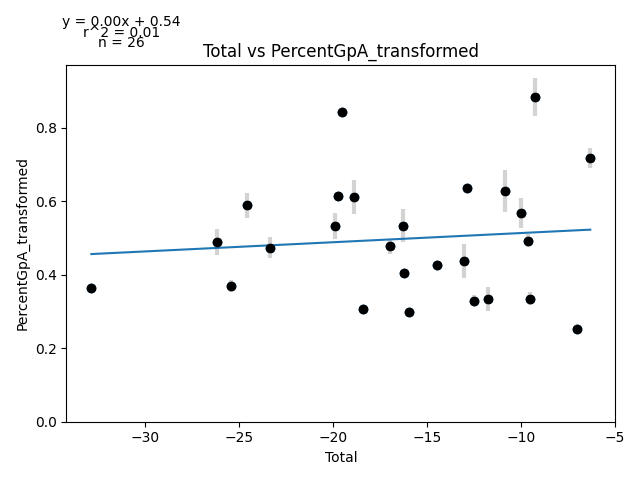 y = 0.00x + 0.54
r^2 = 0.01
n = 26
Total vs PercentGpA_transformed
PercentGpA_transformed
0.8
0.6
0.4
0.2
0.0
−30
−25
−20
−15
−10
−5
Total